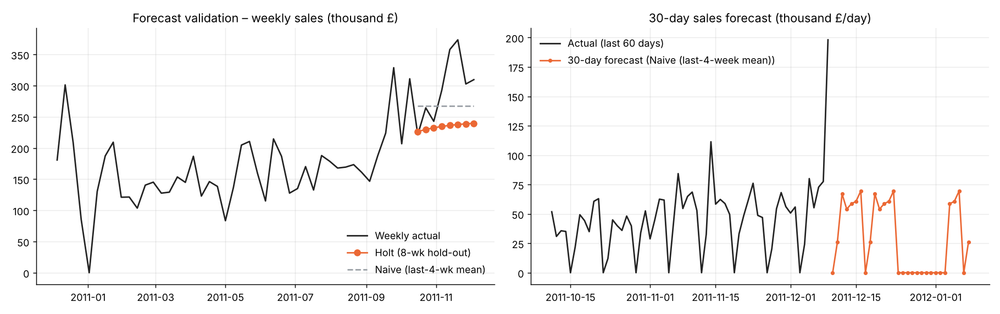 Forecast validation – weekly sales (thousand £)
350
300
250
200
150
100
50
0
Weekly actual
Holt (8-wk hold-out)
Naive (last-4-wk mean)
2011-01 2011-03 2011-05 2011-07 2011-09 2011-11
30-day sales forecast (thousand £/day)
200
175
150
125
100
75
50
25
0
Actual (last 60 days)
30-day forecast (Naive (last-4-week mean))
2011-10-15 2011-11-01 2011-11-15 2011-12-01 2011-12-15 2012-01-01